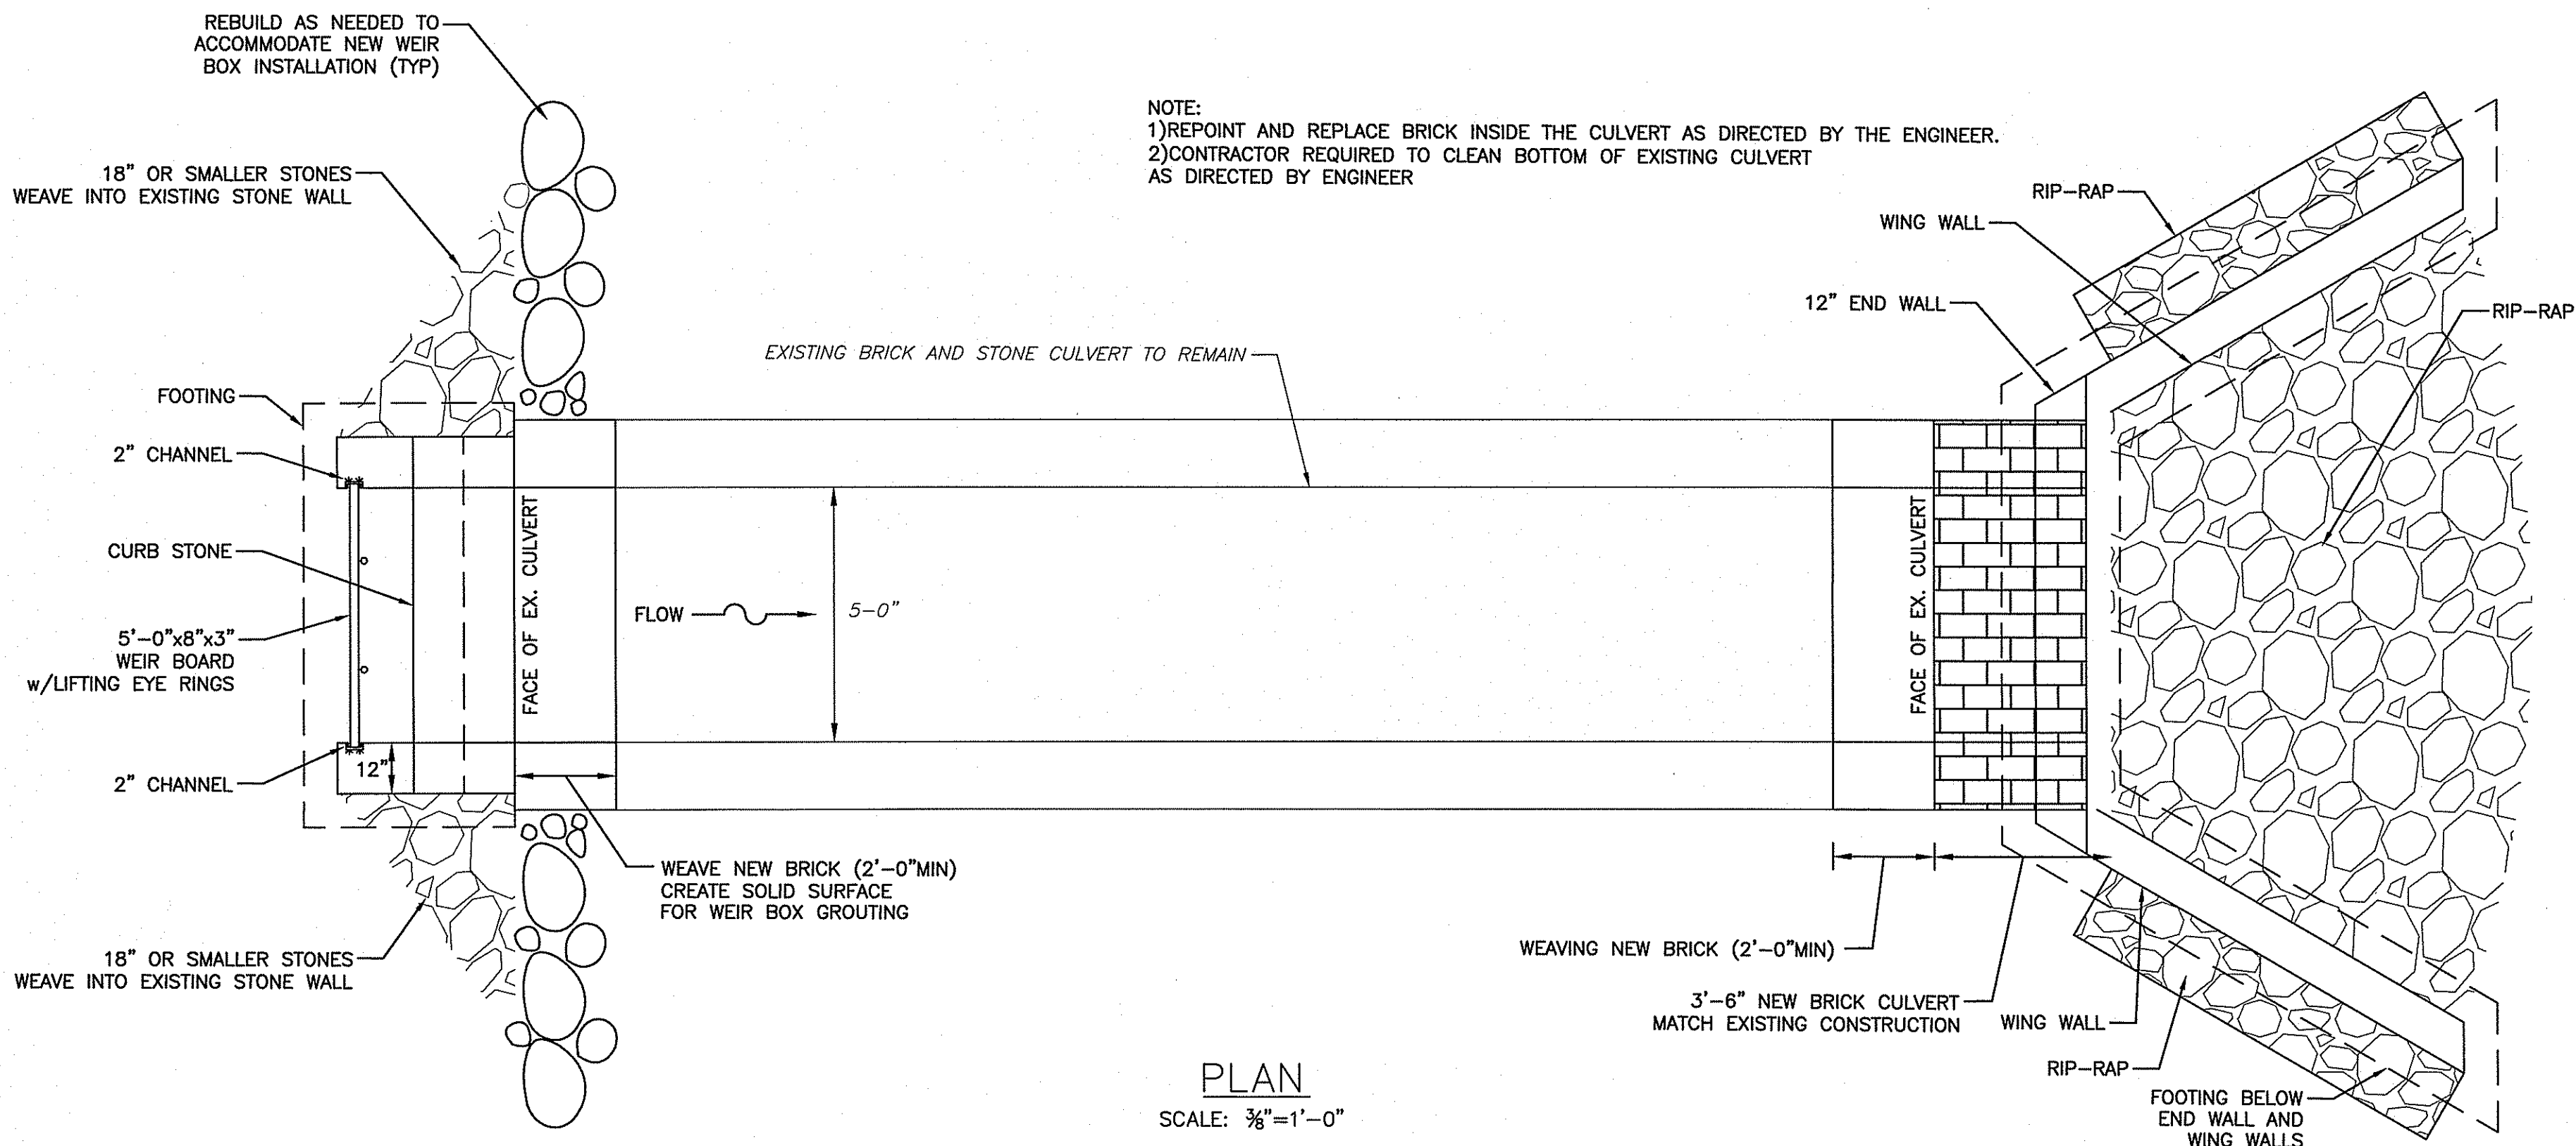 REBUILD AS NEEDED TO
ACCOMMODATE NEW WEIR
BOX INSTALLATION (TYP)
18" OR SMALLER STONES
WEAVE INTO EXISTING STONE WALL
FOOTING
2" CHANNEL
CURB STONE
5'-0"x8"x3"
WEIR BOARD
w/LIFTING EYE RINGS
2" CHANNEL
12"
18" OR SMALLER STONES
WEAVE INTO EXISTING STONE WALL
FACE OF EX. CULVERT
WEAVE NEW BRICK (2'-0"MIN)
CREATE SOLID SURFACE
FOR WEIR BOX GROUTING
FLOW
5-0"
EXISTING BRICK AND STONE CULVERT TO REMAIN
NOTE:
1)REPOINT AND REPLACE BRICK INSIDE THE CULVERT AS DIRECTED BY THE ENGINEER.
2)CONTRACTOR REQUIRED TO CLEAN BOTTOM OF EXISTING CULVERT
AS DIRECTED BY ENGINEER
RIP-RAP
WING WALL
12" END WALL
RIP-RAP
FACE OF EX. CULVERT
WEAVING NEW BRICK (2'-0"MIN)
3'-6" NEW BRICK CULVERT
MATCH EXISTING CONSTRUCTION
WING WALL
RIP-RAP
FOOTING BELOW
END WALL AND
WING WALLS
PLAN
SCALE: ⅜"=1'-0"